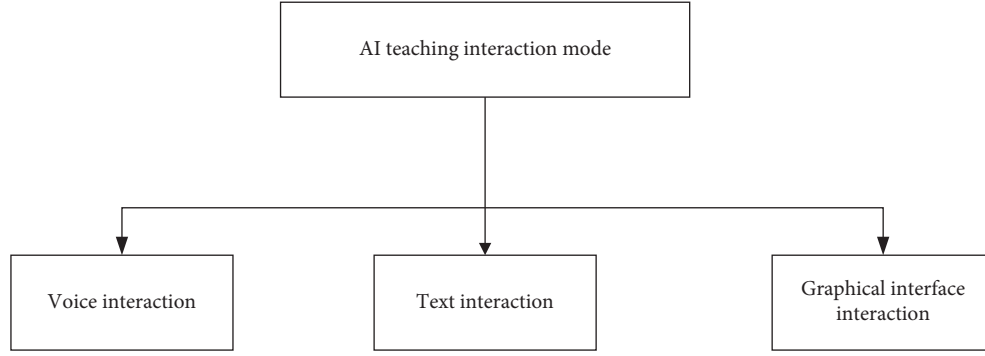 AI teaching interaction mode
Voice interaction
Text interaction
Graphical interface
interaction